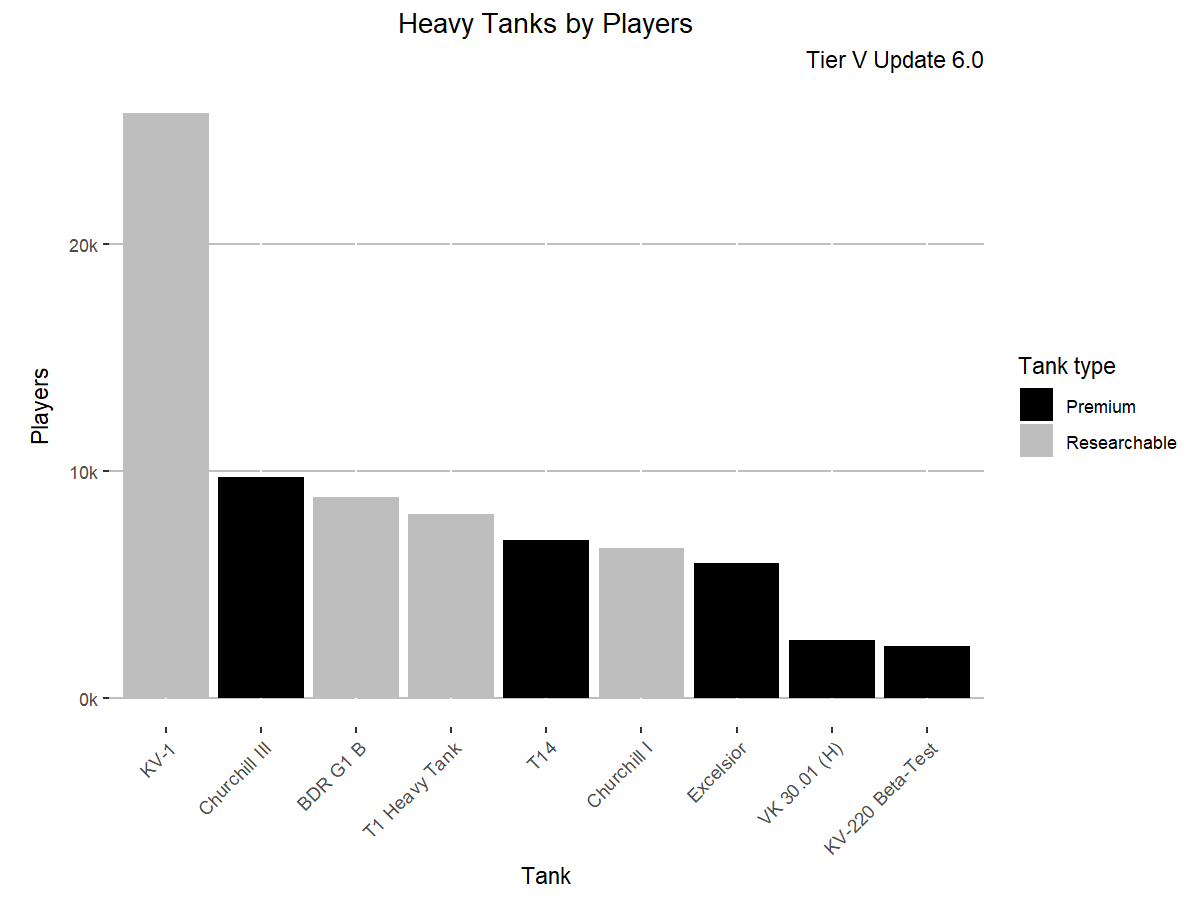 Heavy Tanks by Players
Tier V Update 6.0
Players
20k
10k
0k
KV-1
Churchill III
BDR G1 B
T1 Heavy Tank
T14
Churchill I
Excelsior
VK 30.01 (H)
KV-220 Beta-Test
Tank
Tank type
Premium
Researchable